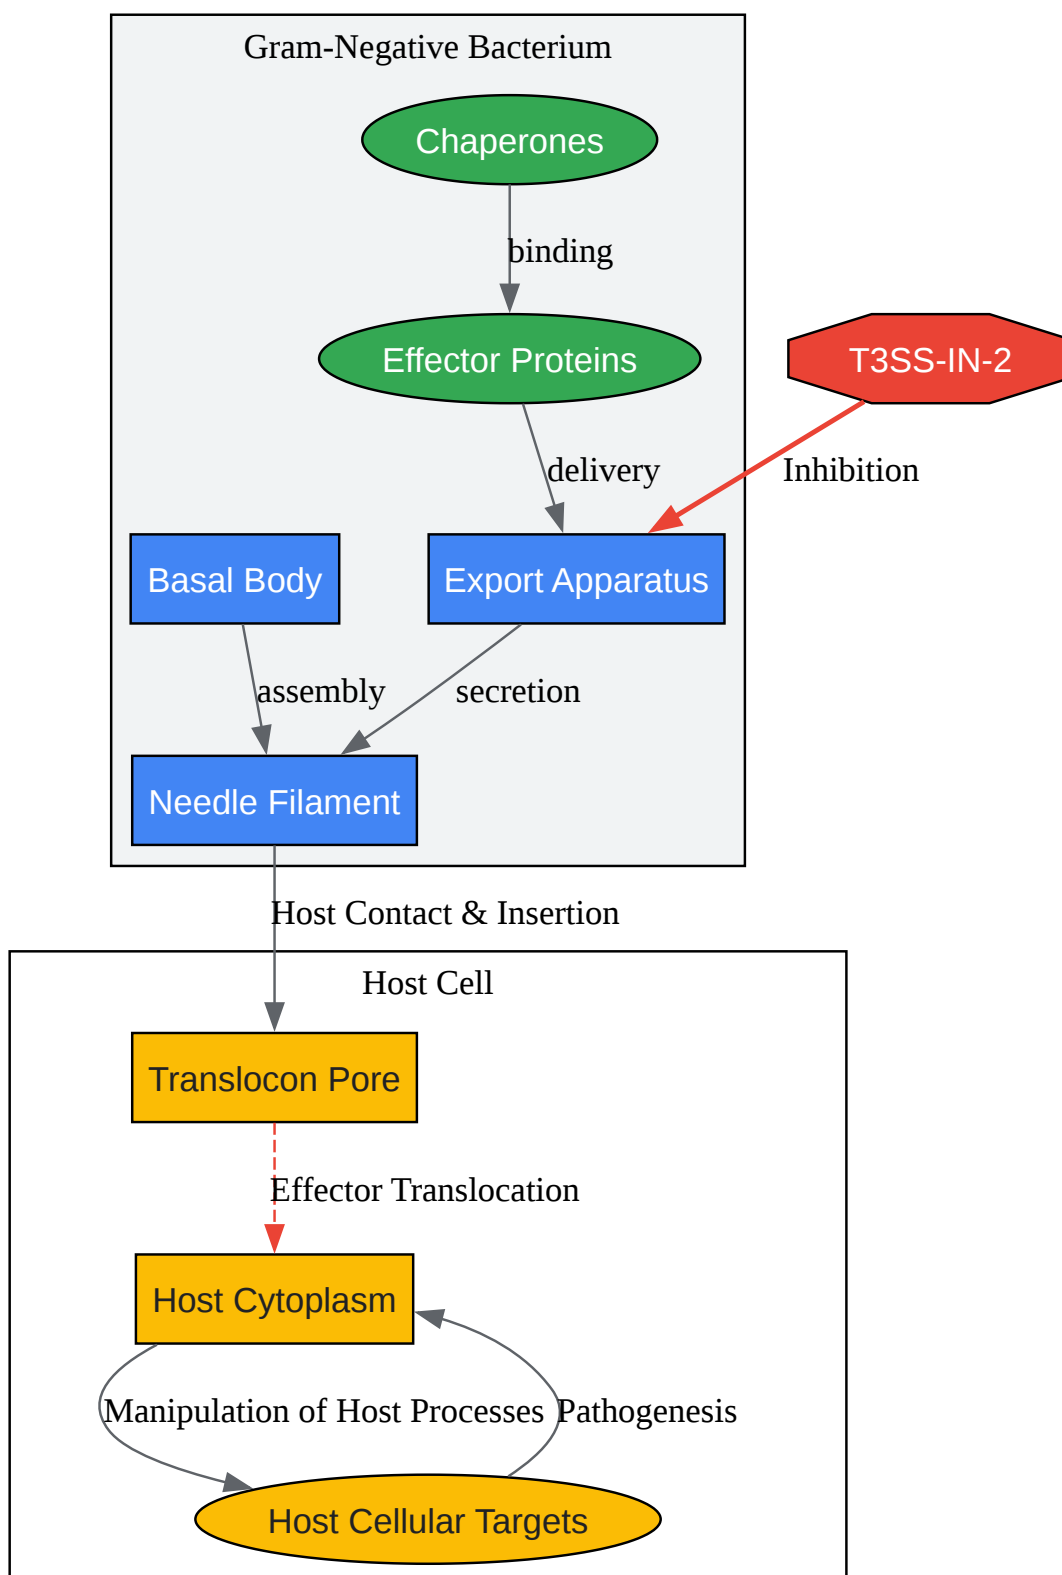 Gram-Negative Bacterium
Chaperones
binding
Effector Proteins
T3SS-IN-2
delivery
Inhibition
Basal Body
Export Apparatus
assembly
secretion
Needle Filament
Host Contact & Insertion
Host Cell
Translocon Pore
Effector Translocation
Host Cytoplasm
Manipulation of Host Processes
Pathogenesis
Host Cellular Targets